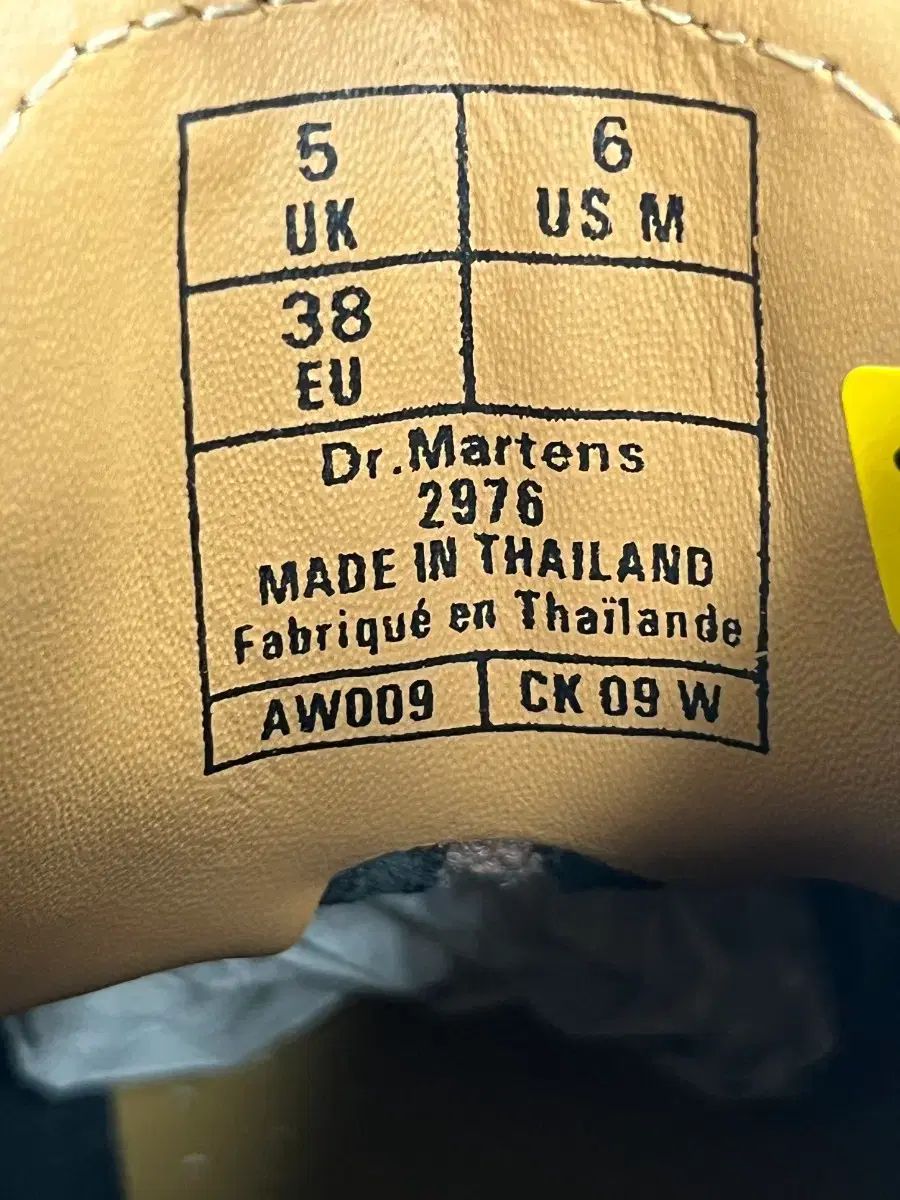 5
UK
6
US M
38
EU
Dr.Martens
2976
MADE IN THAILAND
Fabriqué en Thaïlande
AW009
CK 09 W